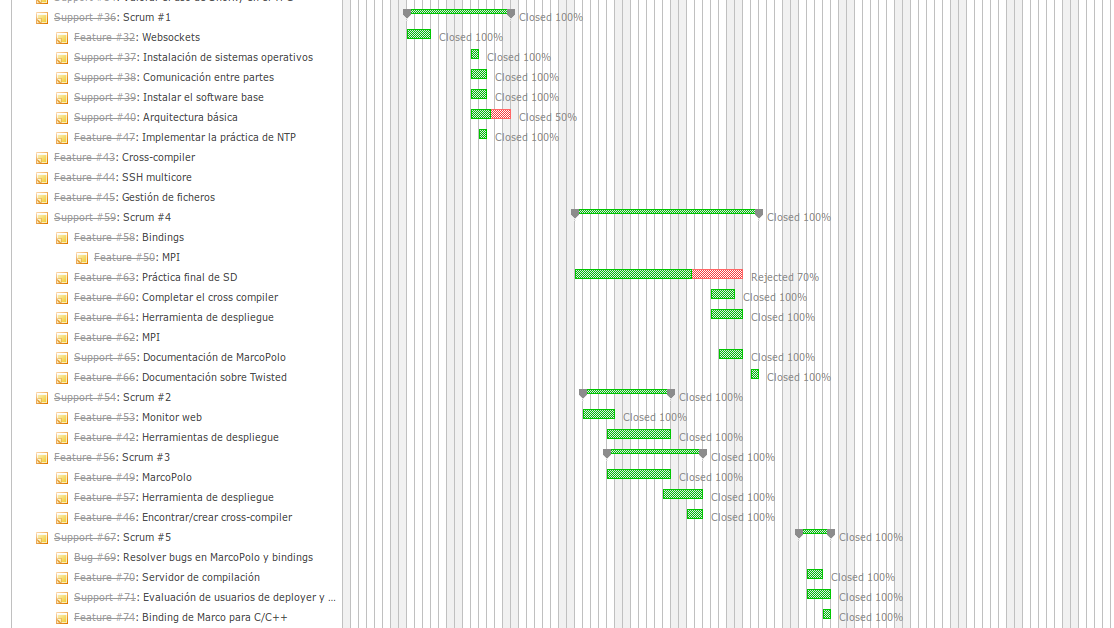 Support #36: Scrum #1 Closed 100%
Feature #32: Websockets Closed 100%
Support #37: Instalación de sistemas operativos Closed 100%
Support #38: Comunicación entre partes Closed 100%
Support #39: Instalar el software base Closed 100%
Support #40: Arquitectura básica Closed 50%
Feature #47: Implementar la práctica de NTP Closed 100%
Feature #43: Cross-compiler
Feature #44: SSH multicore
Feature #45: Gestión de ficheros
Support #59: Scrum #4 Closed 100%
Feature #58: Bindings
Feature #50: MPI
Feature #63: Práctica final de SD Rejected 70%
Feature #60: Completar el cross compiler Closed 100%
Feature #61: Herramienta de despliegue Closed 100%
Feature #62: MPI
Support #65: Documentación de MarcoPolo Closed 100%
Feature #66: Documentación sobre Twisted Closed 100%
Support #54: Scrum #2 Closed 100%
Feature #53: Monitor web Closed 100%
Feature #42: Herramientas de despliegue Closed 100%
Feature #56: Scrum #3 Closed 100%
Feature #49: MarcoPolo Closed 100%
Feature #57: Herramienta de despliegue Closed 100%
Feature #46: Encontrar/crear cross-compiler Closed 100%
Support #67: Scrum #5 Closed 100%
Bug #69: Resolver bugs en MarcoPolo y bindings
Feature #70: Servidor de compilación Closed 100%
Support #71: Evaluación de usuarios de deployer y ... Closed 100%
Feature #74: Binding de Marco para C/C++ Closed 100%